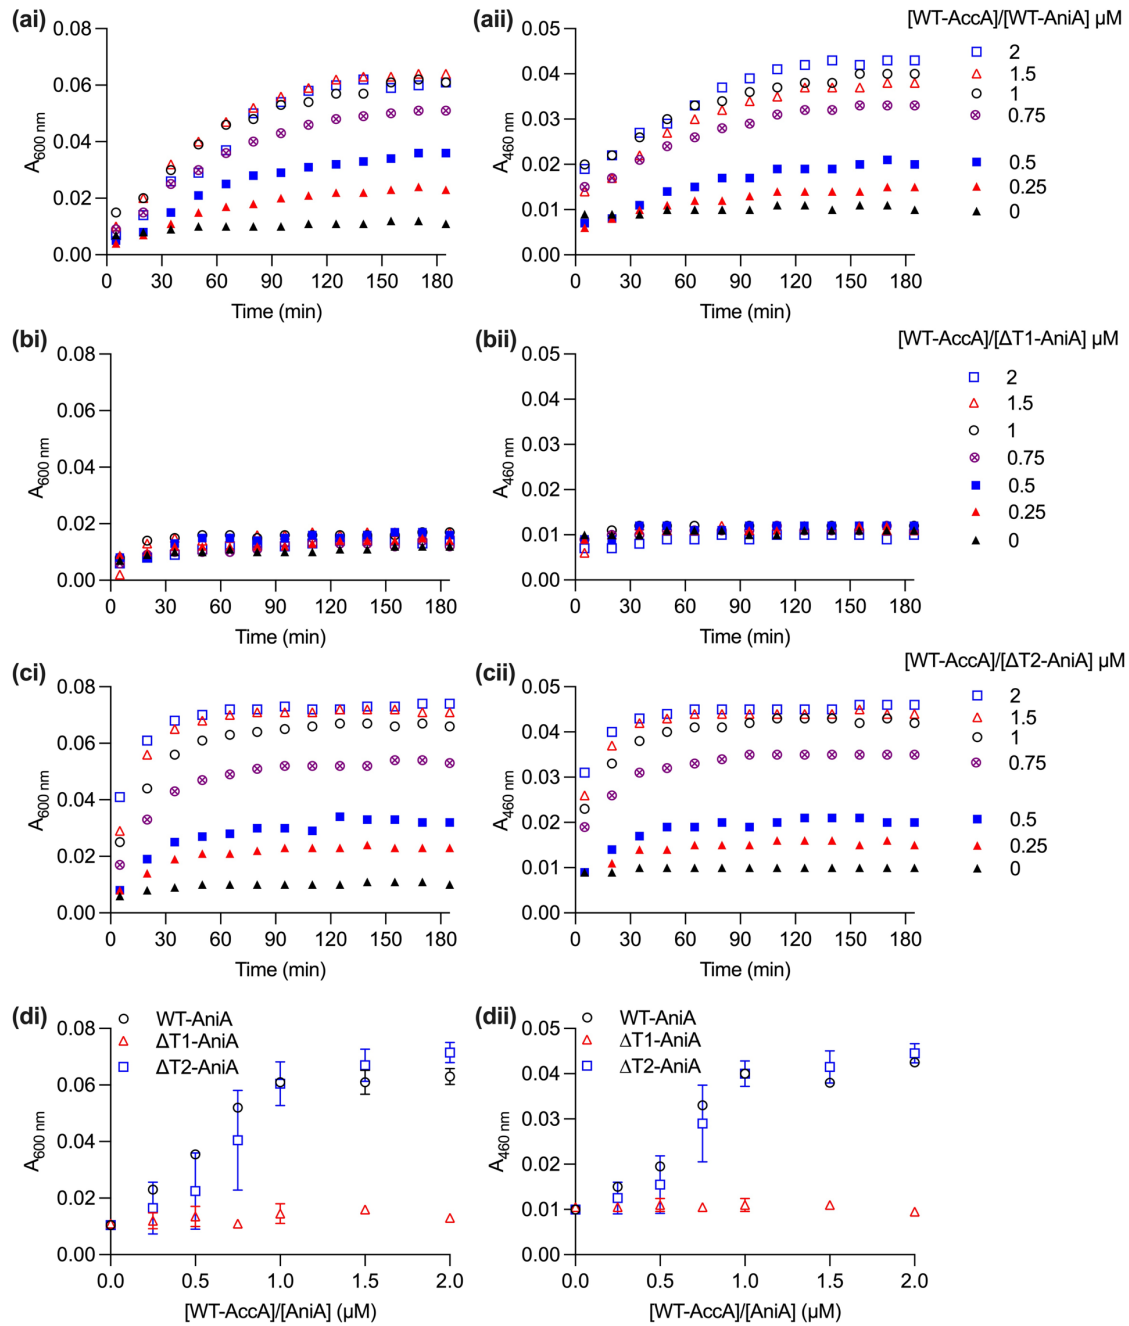 (ai)
0.08
0.06
0.04
0.02
0.00
A600 nm
0 30 60 90 120 150 180
Time (min)
(aii)
0.05
0.04
0.03
0.02
0.01
0.00
A460 nm
0 30 60 90 120 150 180
Time (min)
[WT-AccA]/[WT-AniA] µM
2
1.5
1
0.75
0.5
0.25
0
(bi)
0.08
0.06
0.04
0.02
0.00
A600 nm
0 30 60 90 120 150 180
Time (min)
(bii)
0.05
0.04
0.03
0.02
0.01
0.00
A460 nm
0 30 60 90 120 150 180
Time (min)
[WT-AccA]/[ΔT1-AniA] µM
2
1.5
1
0.75
0.5
0.25
0
(ci)
0.08
0.06
0.04
0.02
0.00
A600 nm
0 30 60 90 120 150 180
Time (min)
(cii)
0.05
0.04
0.03
0.02
0.01
0.00
A460 nm
0 30 60 90 120 150 180
Time (min)
[WT-AccA]/[ΔT2-AniA] µM
2
1.5
1
0.75
0.5
0.25
0
(di)
WT-AniA
ΔT1-AniA
ΔT2-AniA
0.08
0.06
0.04
0.02
0.00
A600 nm
0.0 0.5 1.0 1.5 2.0
[WT-AccA]/[AniA] (µM)
(dii)
WT-AniA
ΔT1-AniA
ΔT2-AniA
0.05
0.04
0.03
0.02
0.01
0.00
A460 nm
0.0 0.5 1.0 1.5 2.0
[WT-AccA]/[AniA] (µM)